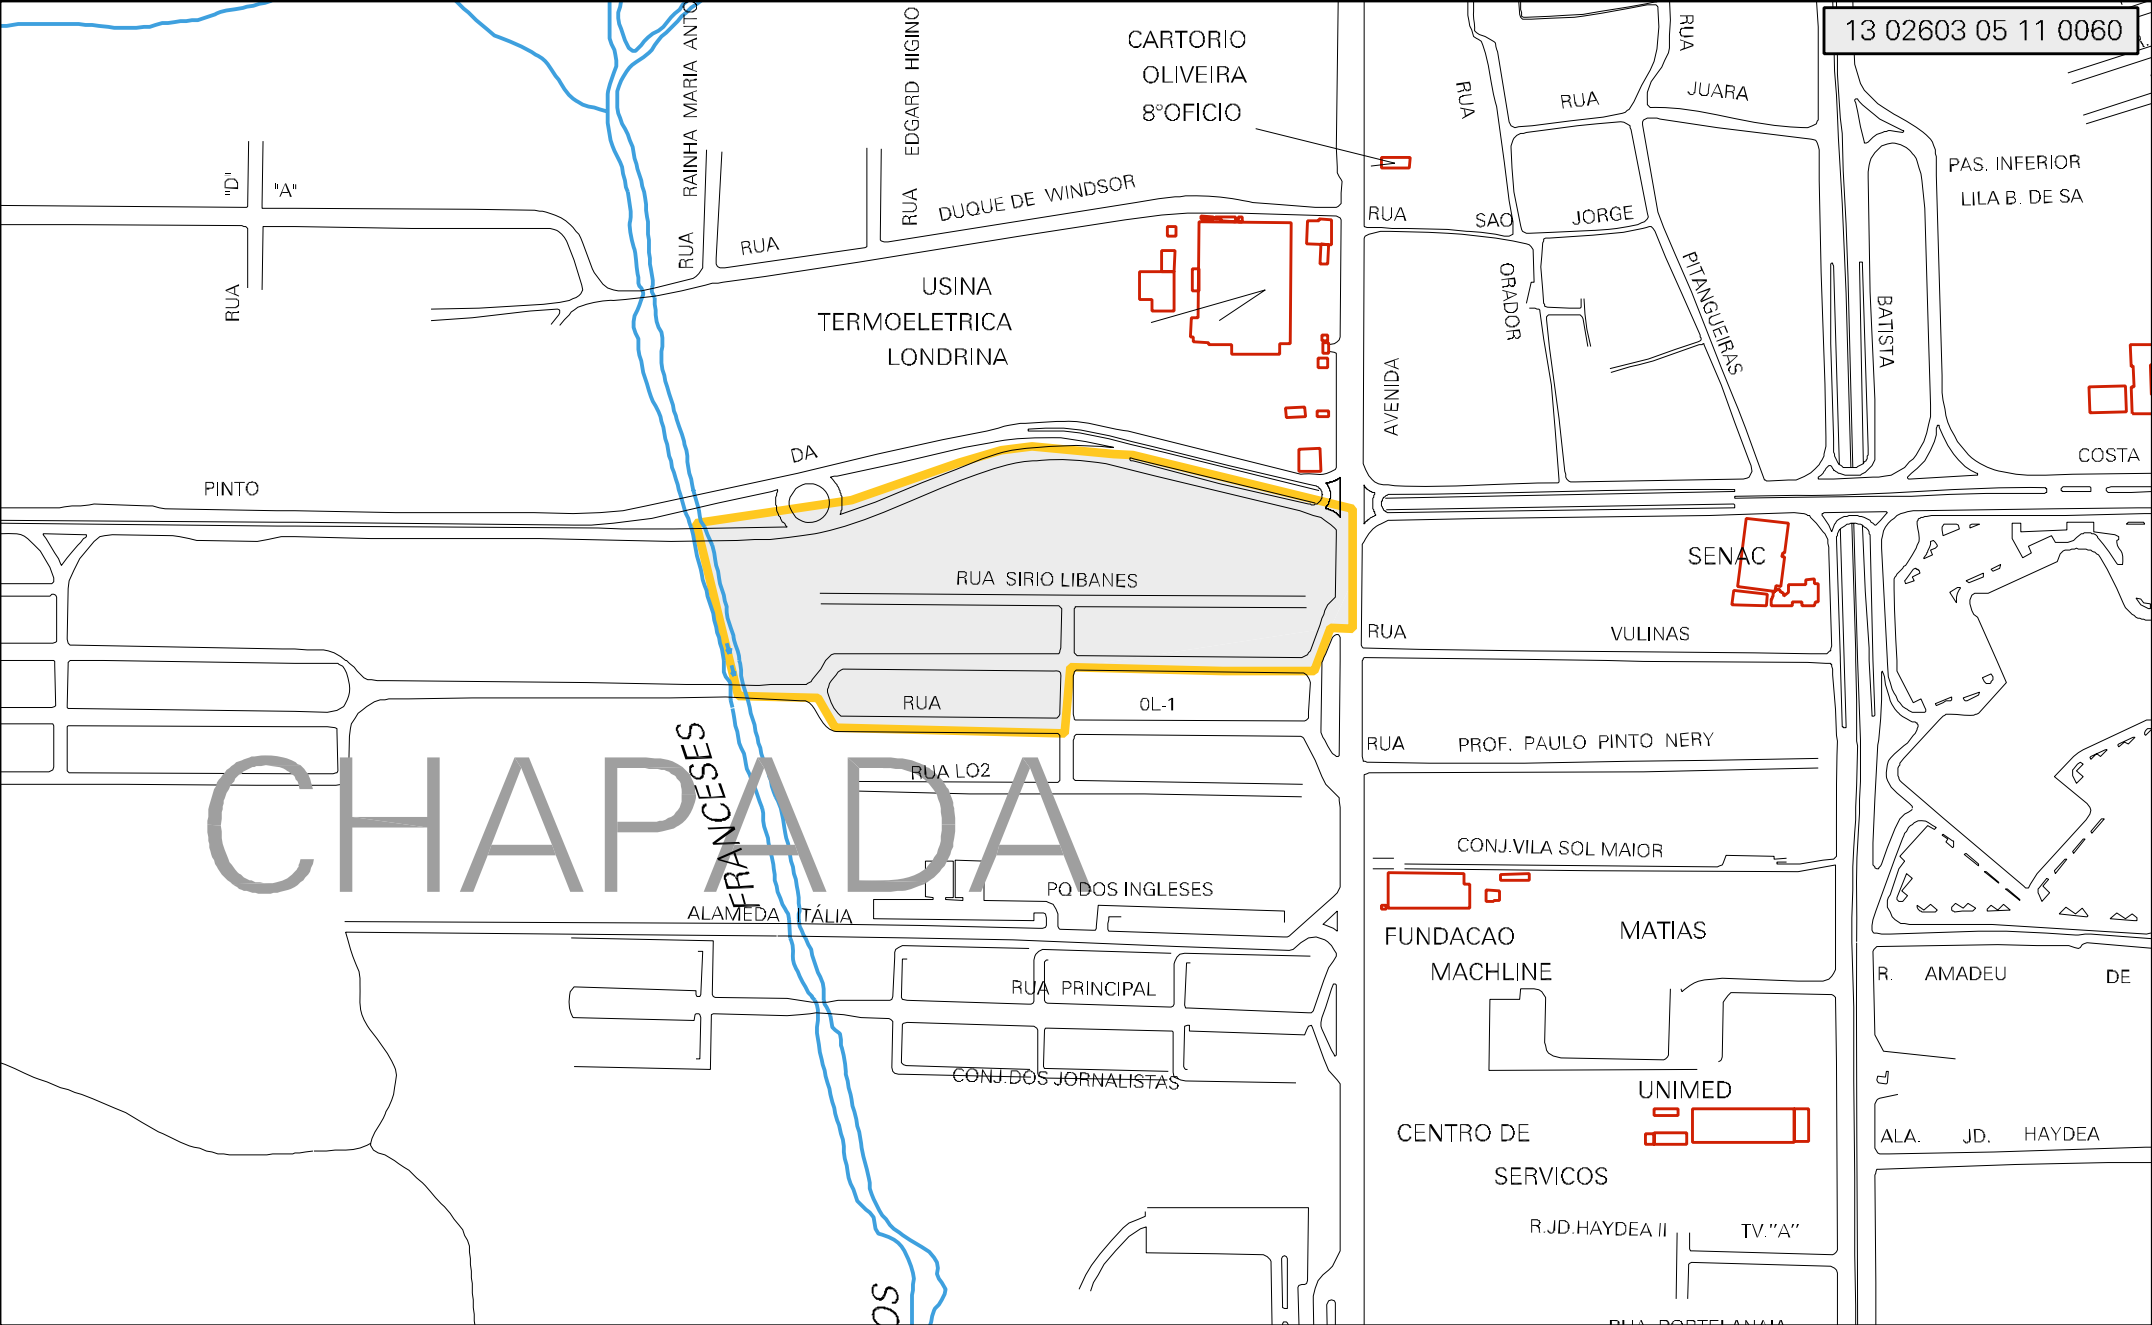 13 02603 05 11 0060
CARTORIO
OLIVEIRA
8°OFICIO
RUA RAINHA MARIA ANTO
RUA EDGARD HIGINO
RUA
RUA
RUA JUARA
PAS. INFERIOR
LILA B. DE SA
"D"
"A"
RUA
RUA DUQUE DE WINDSOR
RUA SAO JORGE
ORADOR
PITANGUEIRAS
BATISTA
USINA
TERMOELETRICA
LONDRINA
AVENIDA
PINTO
DA
COSTA
SENAC
RUA SIRIO LIBANES
RUA VULINAS
RUA OL-1
RUA PROF. PAULO PINTO NERY
FRANCESES
RUA LO2
CHAPADA
CONJ.VILA SOL MAIOR
PQ DOS INGLESES
ALAMEDA ITÁLIA
FUNDACAO MATIAS
MACHLINE
R. AMADEU DE
RUA PRINCIPAL
CONJ.DOS JORNALISTAS
UNIMED
CENTRO DE
SERVICOS
ALA. JD. HAYDEA
R.JD.HAYDEA II
TV."A"
OS